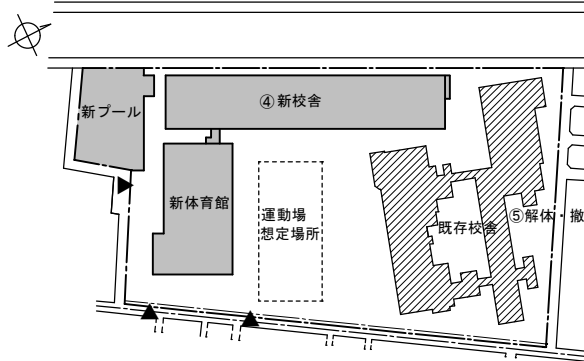 新プール
④新校舎
新体育館
運動場
想定場所
既存校舎
⑤解体・撤